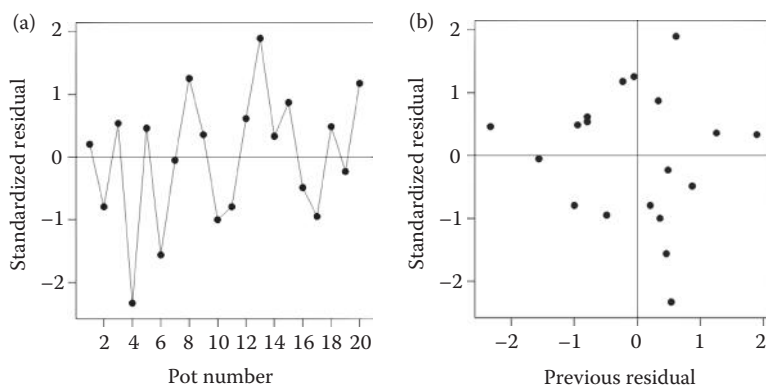 (a)
Standardized residual
2
1
0
−1
−2
2 4 6 8 10 12 14 16 18 20
Pot number
(b)
Standardized residual
2
1
0
−1
−2
−2 −1 0 1 2
Previous residual